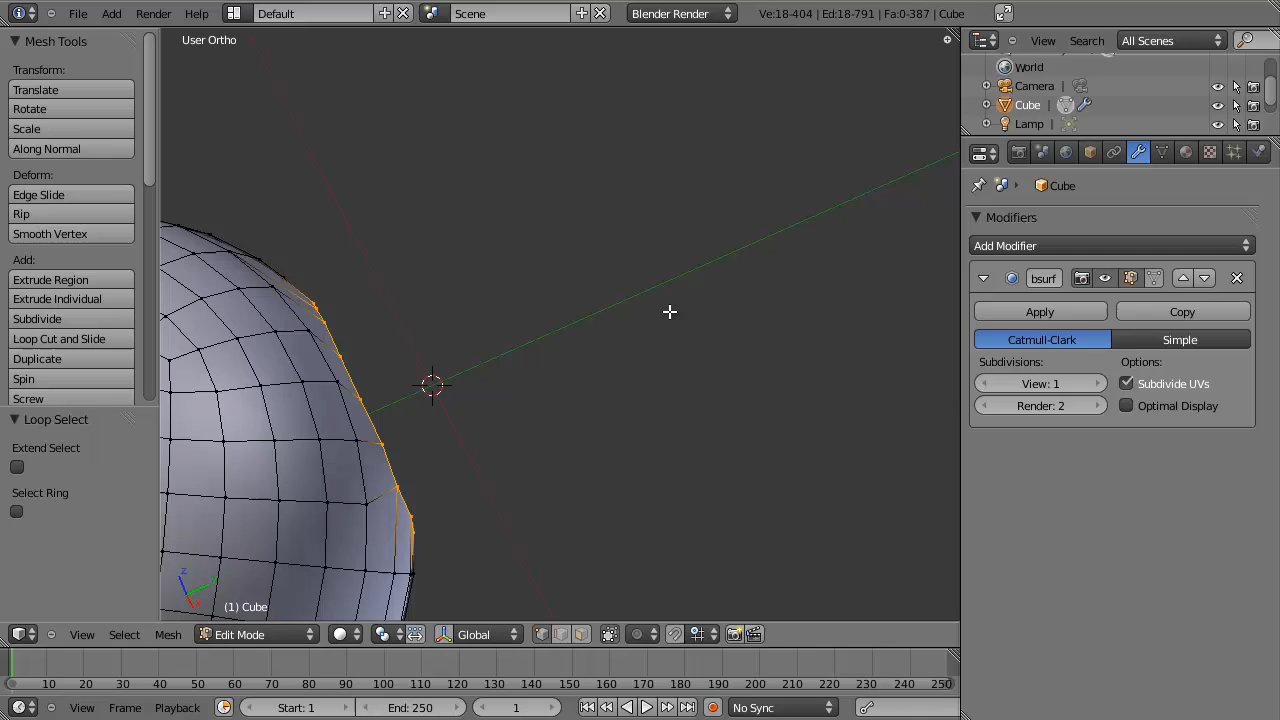 File Add Render Help Default Scene Blender Render Ve:18-404 | Ed:18-791 | Fa:0-387 | Cube
Mesh Tools
Transform:
Translate
Rotate
Scale
Along Normal
Deform:
Edge Slide
Rip
Smooth Vertex
Add:
Extrude Region
Extrude Individual
Subdivide
Loop Cut and Slide
Duplicate
Spin
Screw
Loop Select
Extend Select
Select Ring
User Ortho
z
x
(1) Cube
View Select Mesh Edit Mode Global
10 20 30 40 50 60 70 80 90 100 110 120 130 140 150 160 170 180 190 200 210 220 230 240 250
View Frame Playback Start: 1 End: 250 1 No Sync
View Search All Scenes
World
Camera
Cube
Lamp
Cube
Modifiers
Add Modifier
bsurf
Apply Copy
Catmull-Clark Simple
Subdivisions: Options:
View: 1 Subdivide UVs
Render: 2 Optimal Display